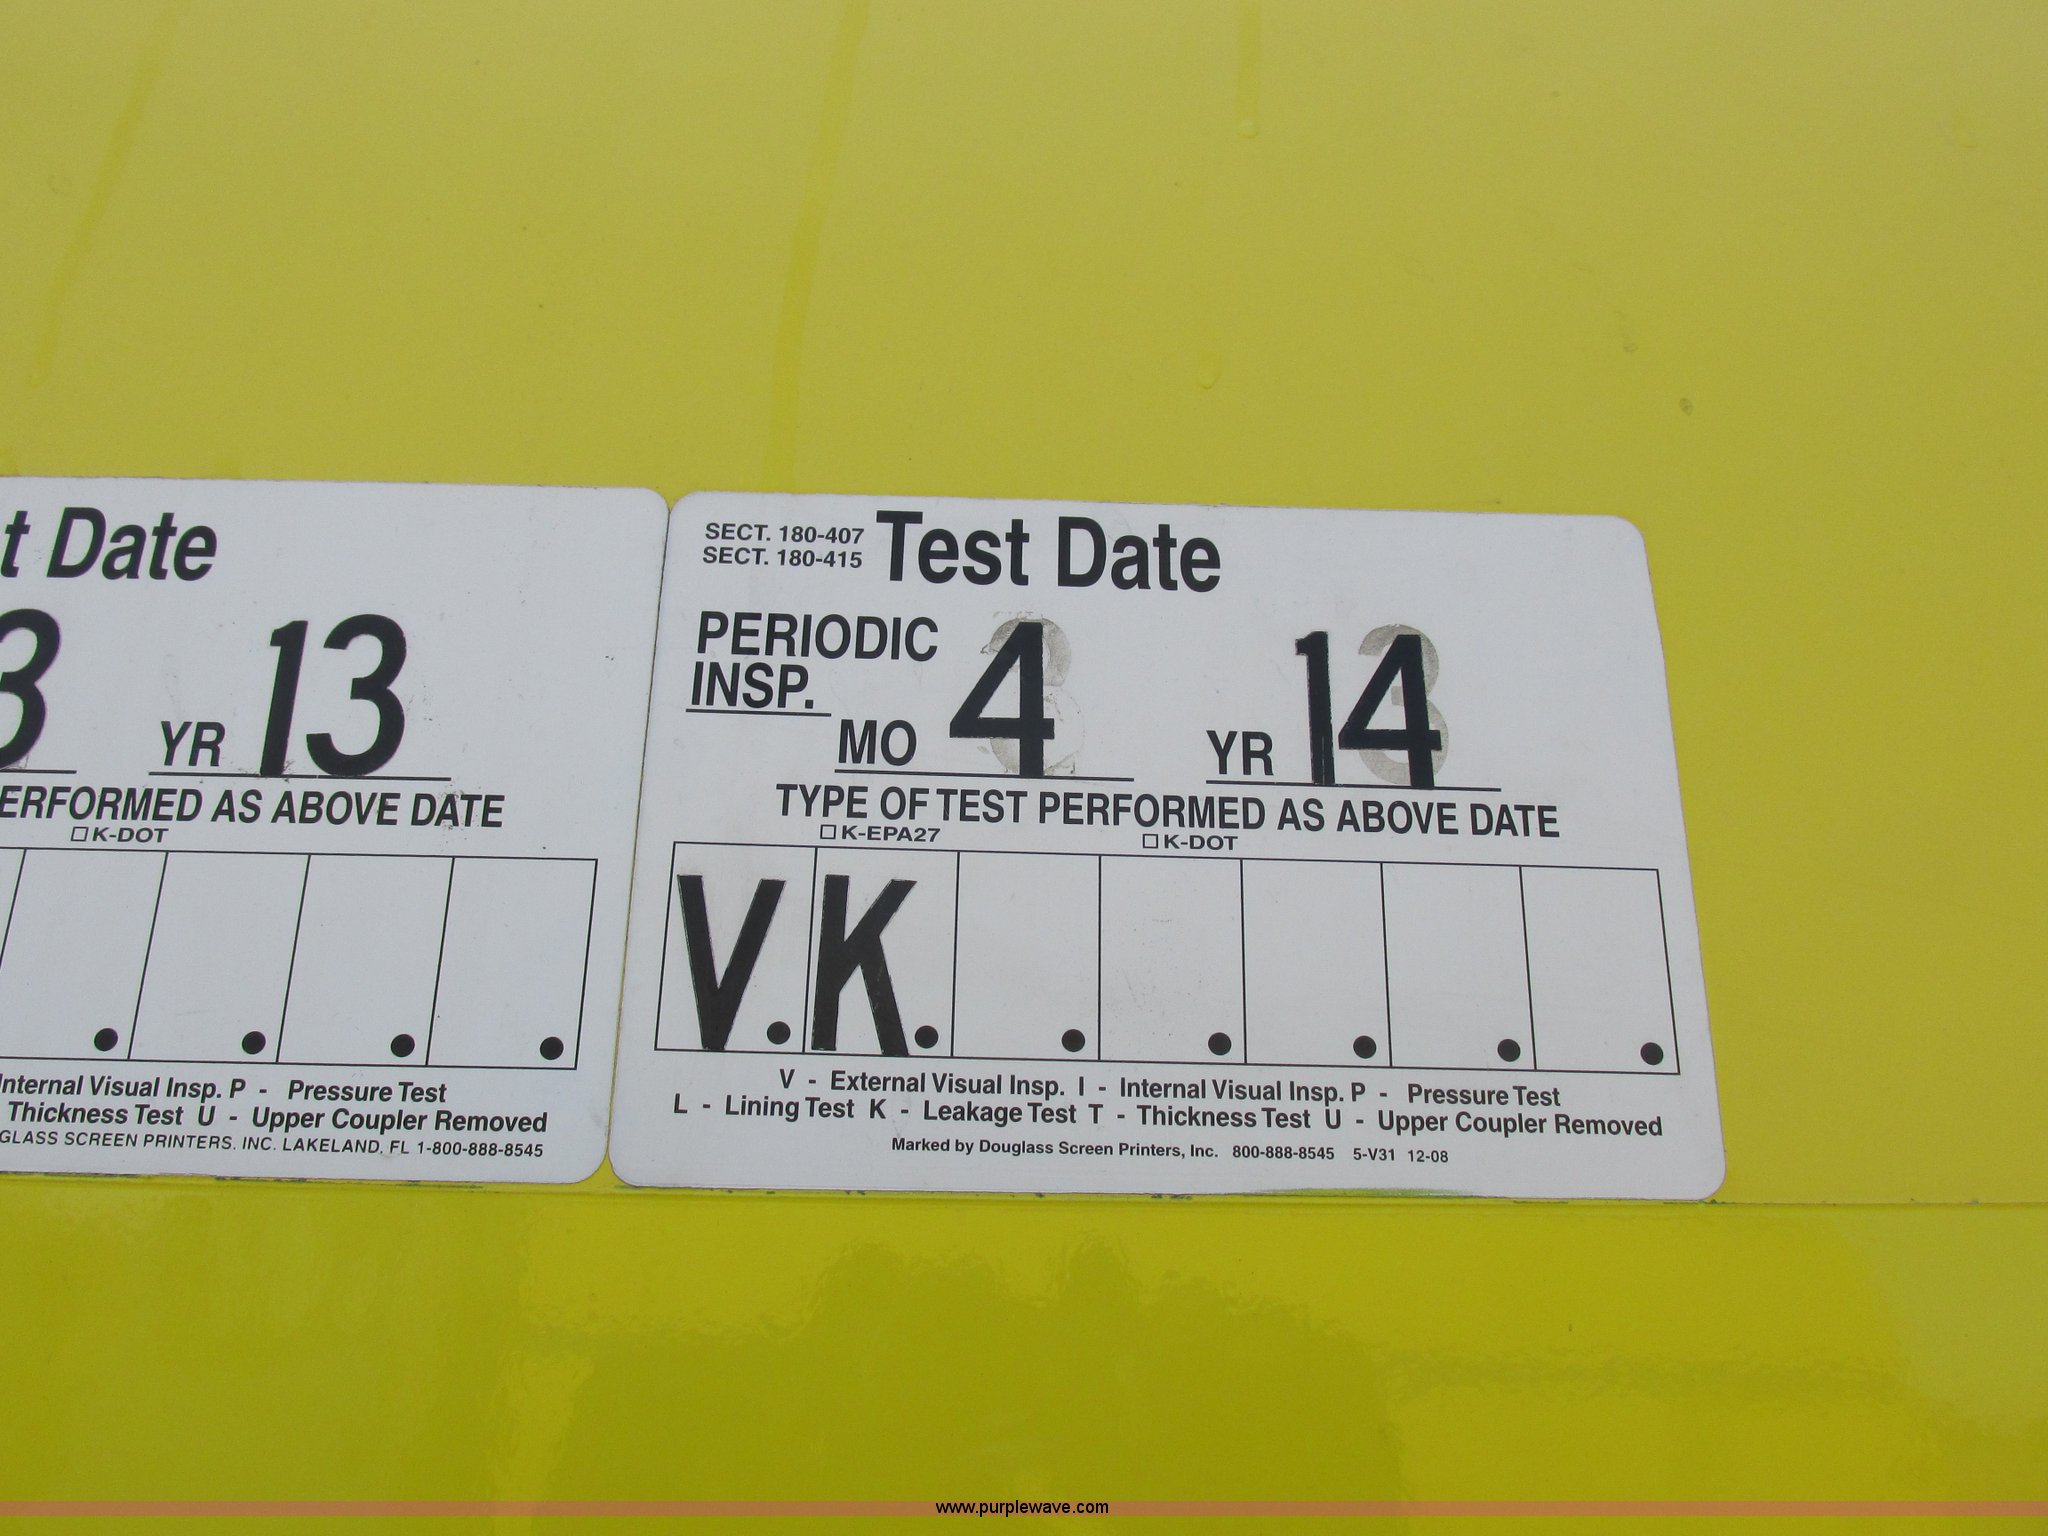 t Date
3 YR 13
ERFORMED AS ABOVE DATE
☐ K-DOT
Internal Visual Insp. P - Pressure Test
Thickness Test U - Upper Coupler Removed
GLASS SCREEN PRINTERS. INC. LAKELAND, FL 1-800-888-8545
SECT. 180-407
SECT. 180-415
Test Date
PERIODIC
INSP.
MO 4 YR 14
TYPE OF TEST PERFORMED AS ABOVE DATE
☐ K-EPA27 ☐ K-DOT
V. K.
V - External Visual Insp. I - Internal Visual Insp. P - Pressure Test
L - Lining Test K - Leakage Test T - Thickness Test U - Upper Coupler Removed
Marked by Douglass Screen Printers, Inc. 800-888-8545 5-V31 12-08
www.purplewave.com